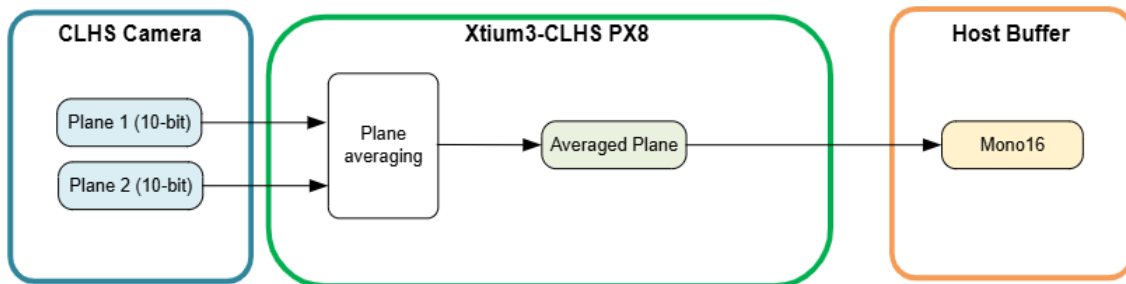 CLHS Camera
Xtium3-CLHS PX8
Host Buffer
Plane 1 (10-bit)
Plane 2 (10-bit)
Plane
averaging
Averaged Plane
Mono16